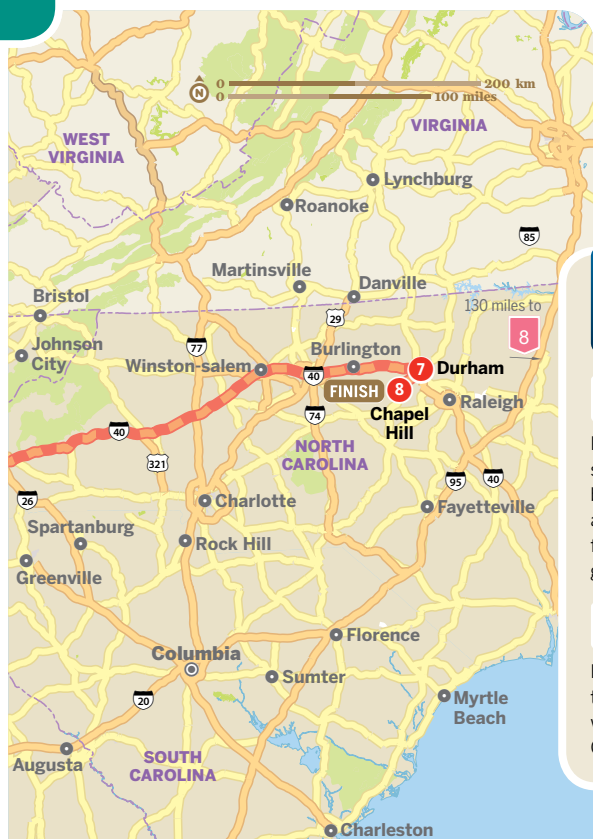 0
200 km
N
0
100 miles
WEST
VIRGINIA
VIRGINIA
Lynchburg
Roanoke
85
Martinsville
Danville
Bristol
130 miles to
8
29
Johnson
City
77
Winston-salem
Burlington
40
7 Durham
FINISH 8
Chapel
Hill
Raleigh
74
40
NORTH
CAROLINA
321
26
95
40
Charlotte
Fayetteville
Spartanburg
Rock Hill
Greenville
Florence
Columbia
Sumter
20
Myrtle
Beach
SOUTH
CAROLINA
Augusta
Charleston